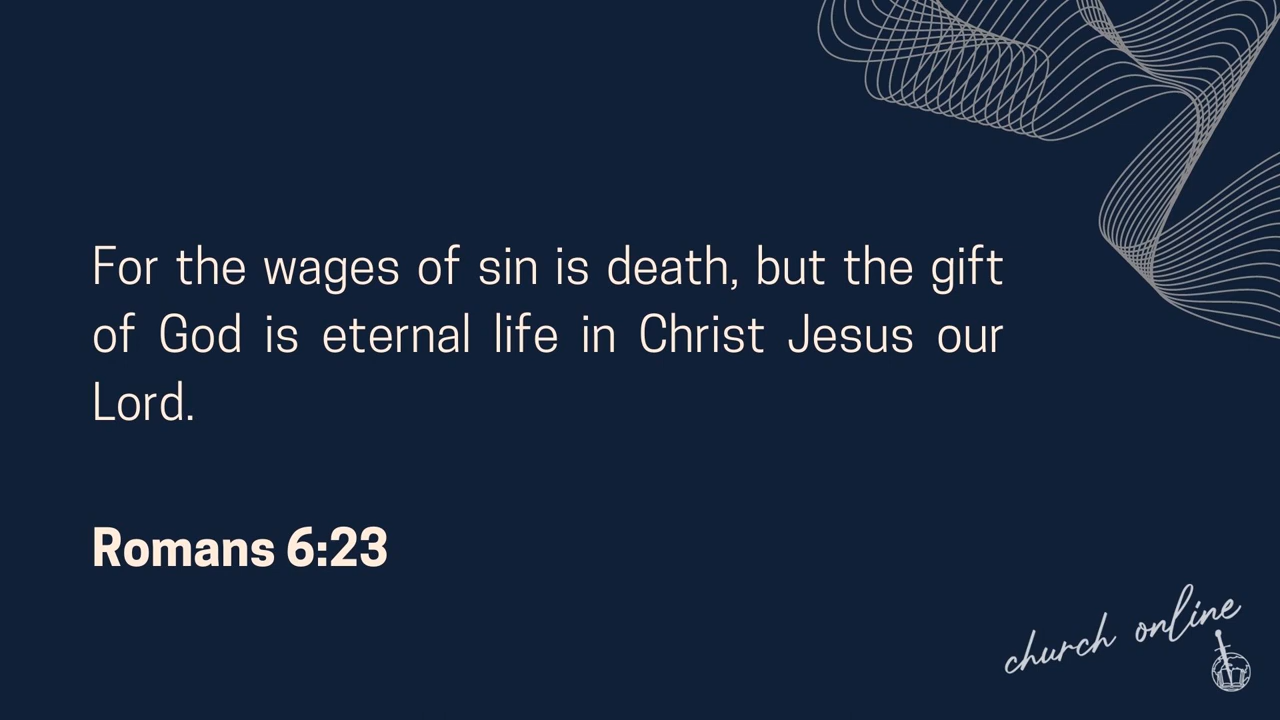 For the wages of sin is death, but the gift
of God is eternal life in Christ Jesus our
Lord.
Romans 6:23
church online